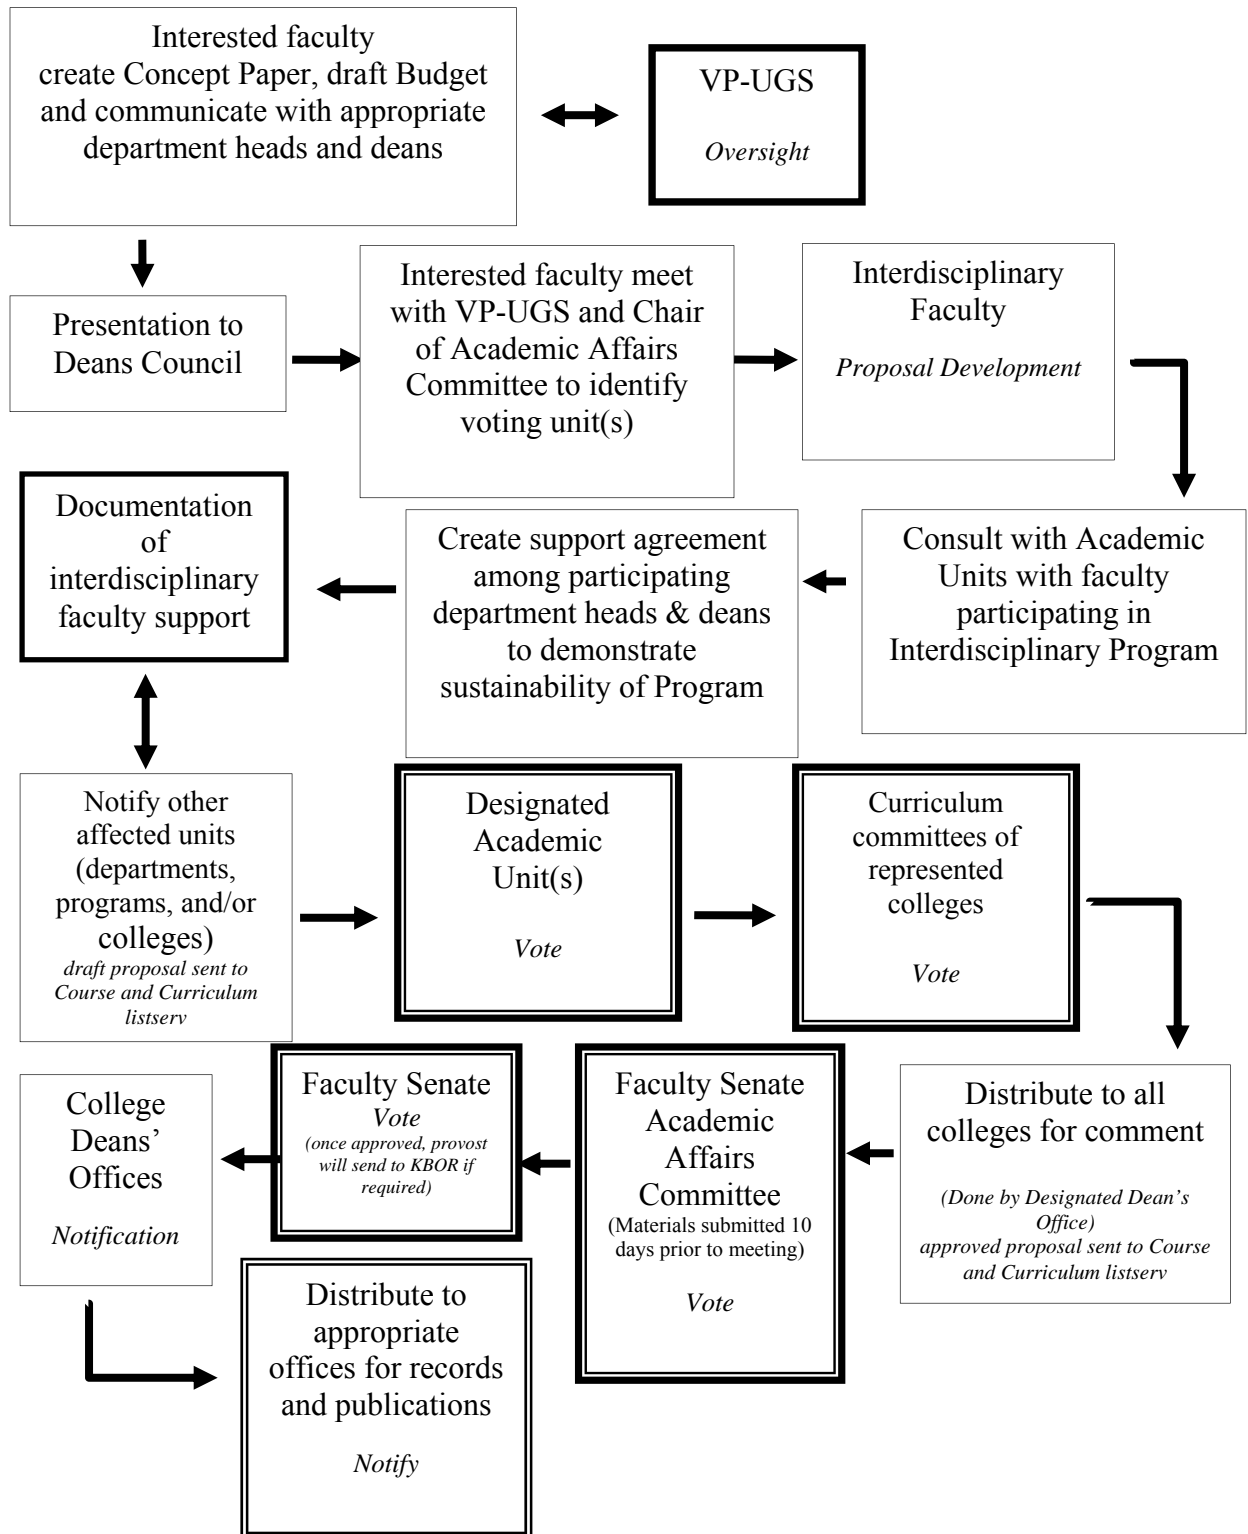 Interested faculty
create Concept Paper, draft Budget
and communicate with appropriate
department heads and deans
VP-UGS
Oversight
Presentation to
Deans Council
Interested faculty meet
with VP-UGS and Chair
of Academic Affairs
Committee to identify
voting unit(s)
Interdisciplinary
Faculty
Proposal Development
Consult with Academic
Units with faculty
participating in
Interdisciplinary Program
Create support agreement
among participating
department heads & deans
to demonstrate
sustainability of Program
Documentation
of
interdisciplinary
faculty support
Notify other
affected units
(departments,
programs, and/or
colleges)
draft proposal sent to
Course and Curriculum
listserv
Designated
Academic
Unit(s)
Vote
Curriculum
committees of
represented
colleges
Vote
Distribute to all
colleges for comment
(Done by Designated Dean’s
Office)
approved proposal sent to Course
and Curriculum listserv
Faculty Senate
Academic
Affairs
Committee
(Materials submitted 10
days prior to meeting)
Vote
Faculty Senate
Vote
(once approved, provost
will send to KBOR if
required)
College
Deans’
Offices
Notification
Distribute to
appropriate
offices for records
and publications
Notify